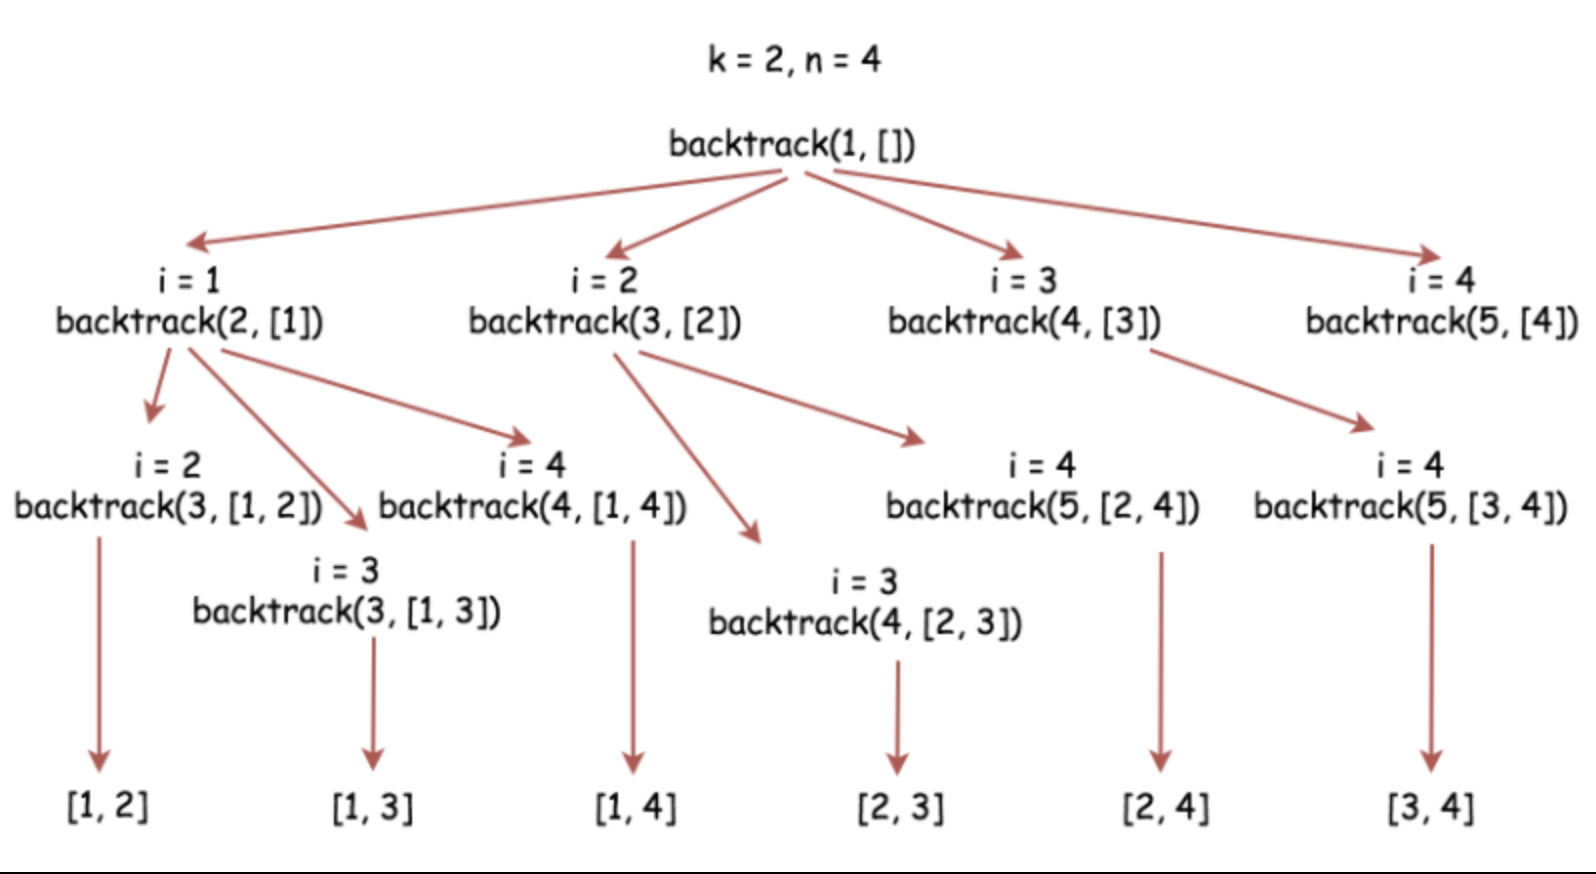 k = 2, n = 4
backtrack(1, [])
i = 1
backtrack(2, [1])
i = 2
backtrack(3, [2])
i = 3
backtrack(4, [3])
i = 4
backtrack(5, [4])
i = 2
backtrack(3, [1, 2])
i = 4
backtrack(4, [1, 4])
i = 4
backtrack(5, [2, 4])
i = 4
backtrack(5, [3, 4])
i = 3
backtrack(3, [1, 3])
i = 3
backtrack(4, [2, 3])
[1, 2]
[1, 3]
[1, 4]
[2, 3]
[2, 4]
[3, 4]